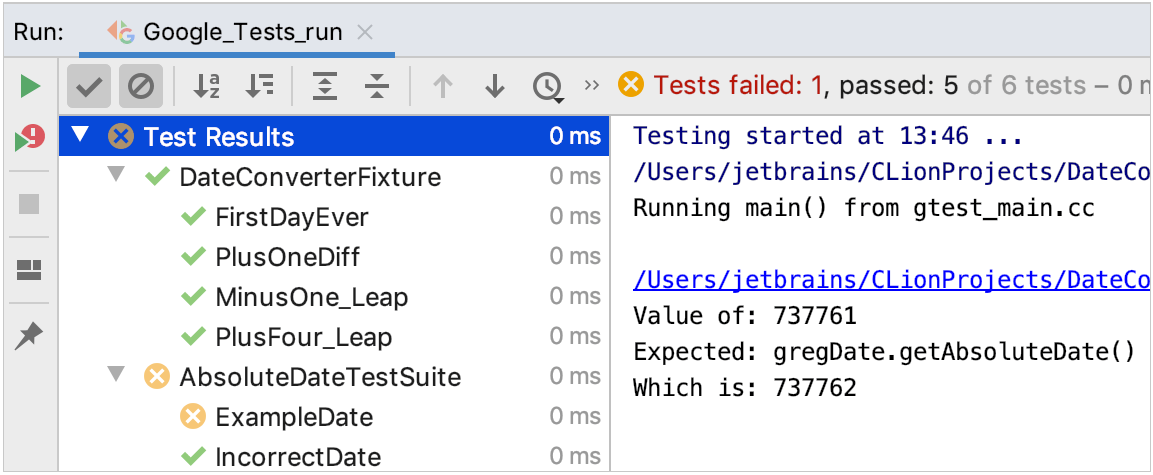 Run: Google_Tests_run
Tests failed: 1, passed: 5 of 6 tests – 0 m
Test Results 0 ms
DateConverterFixture 0 ms
FirstDayEver 0 ms
PlusOneDiff 0 ms
MinusOne_Leap 0 ms
PlusFour_Leap 0 ms
AbsoluteDateTestSuite 0 ms
ExampleDate 0 ms
IncorrectDate 0 ms
Testing started at 13:46 ...
/Users/jetbrains/CLionProjects/DateCo
Running main() from gtest_main.cc
/Users/jetbrains/CLionProjects/DateCo
Value of: 737761
Expected: gregDate.getAbsoluteDate()
Which is: 737762